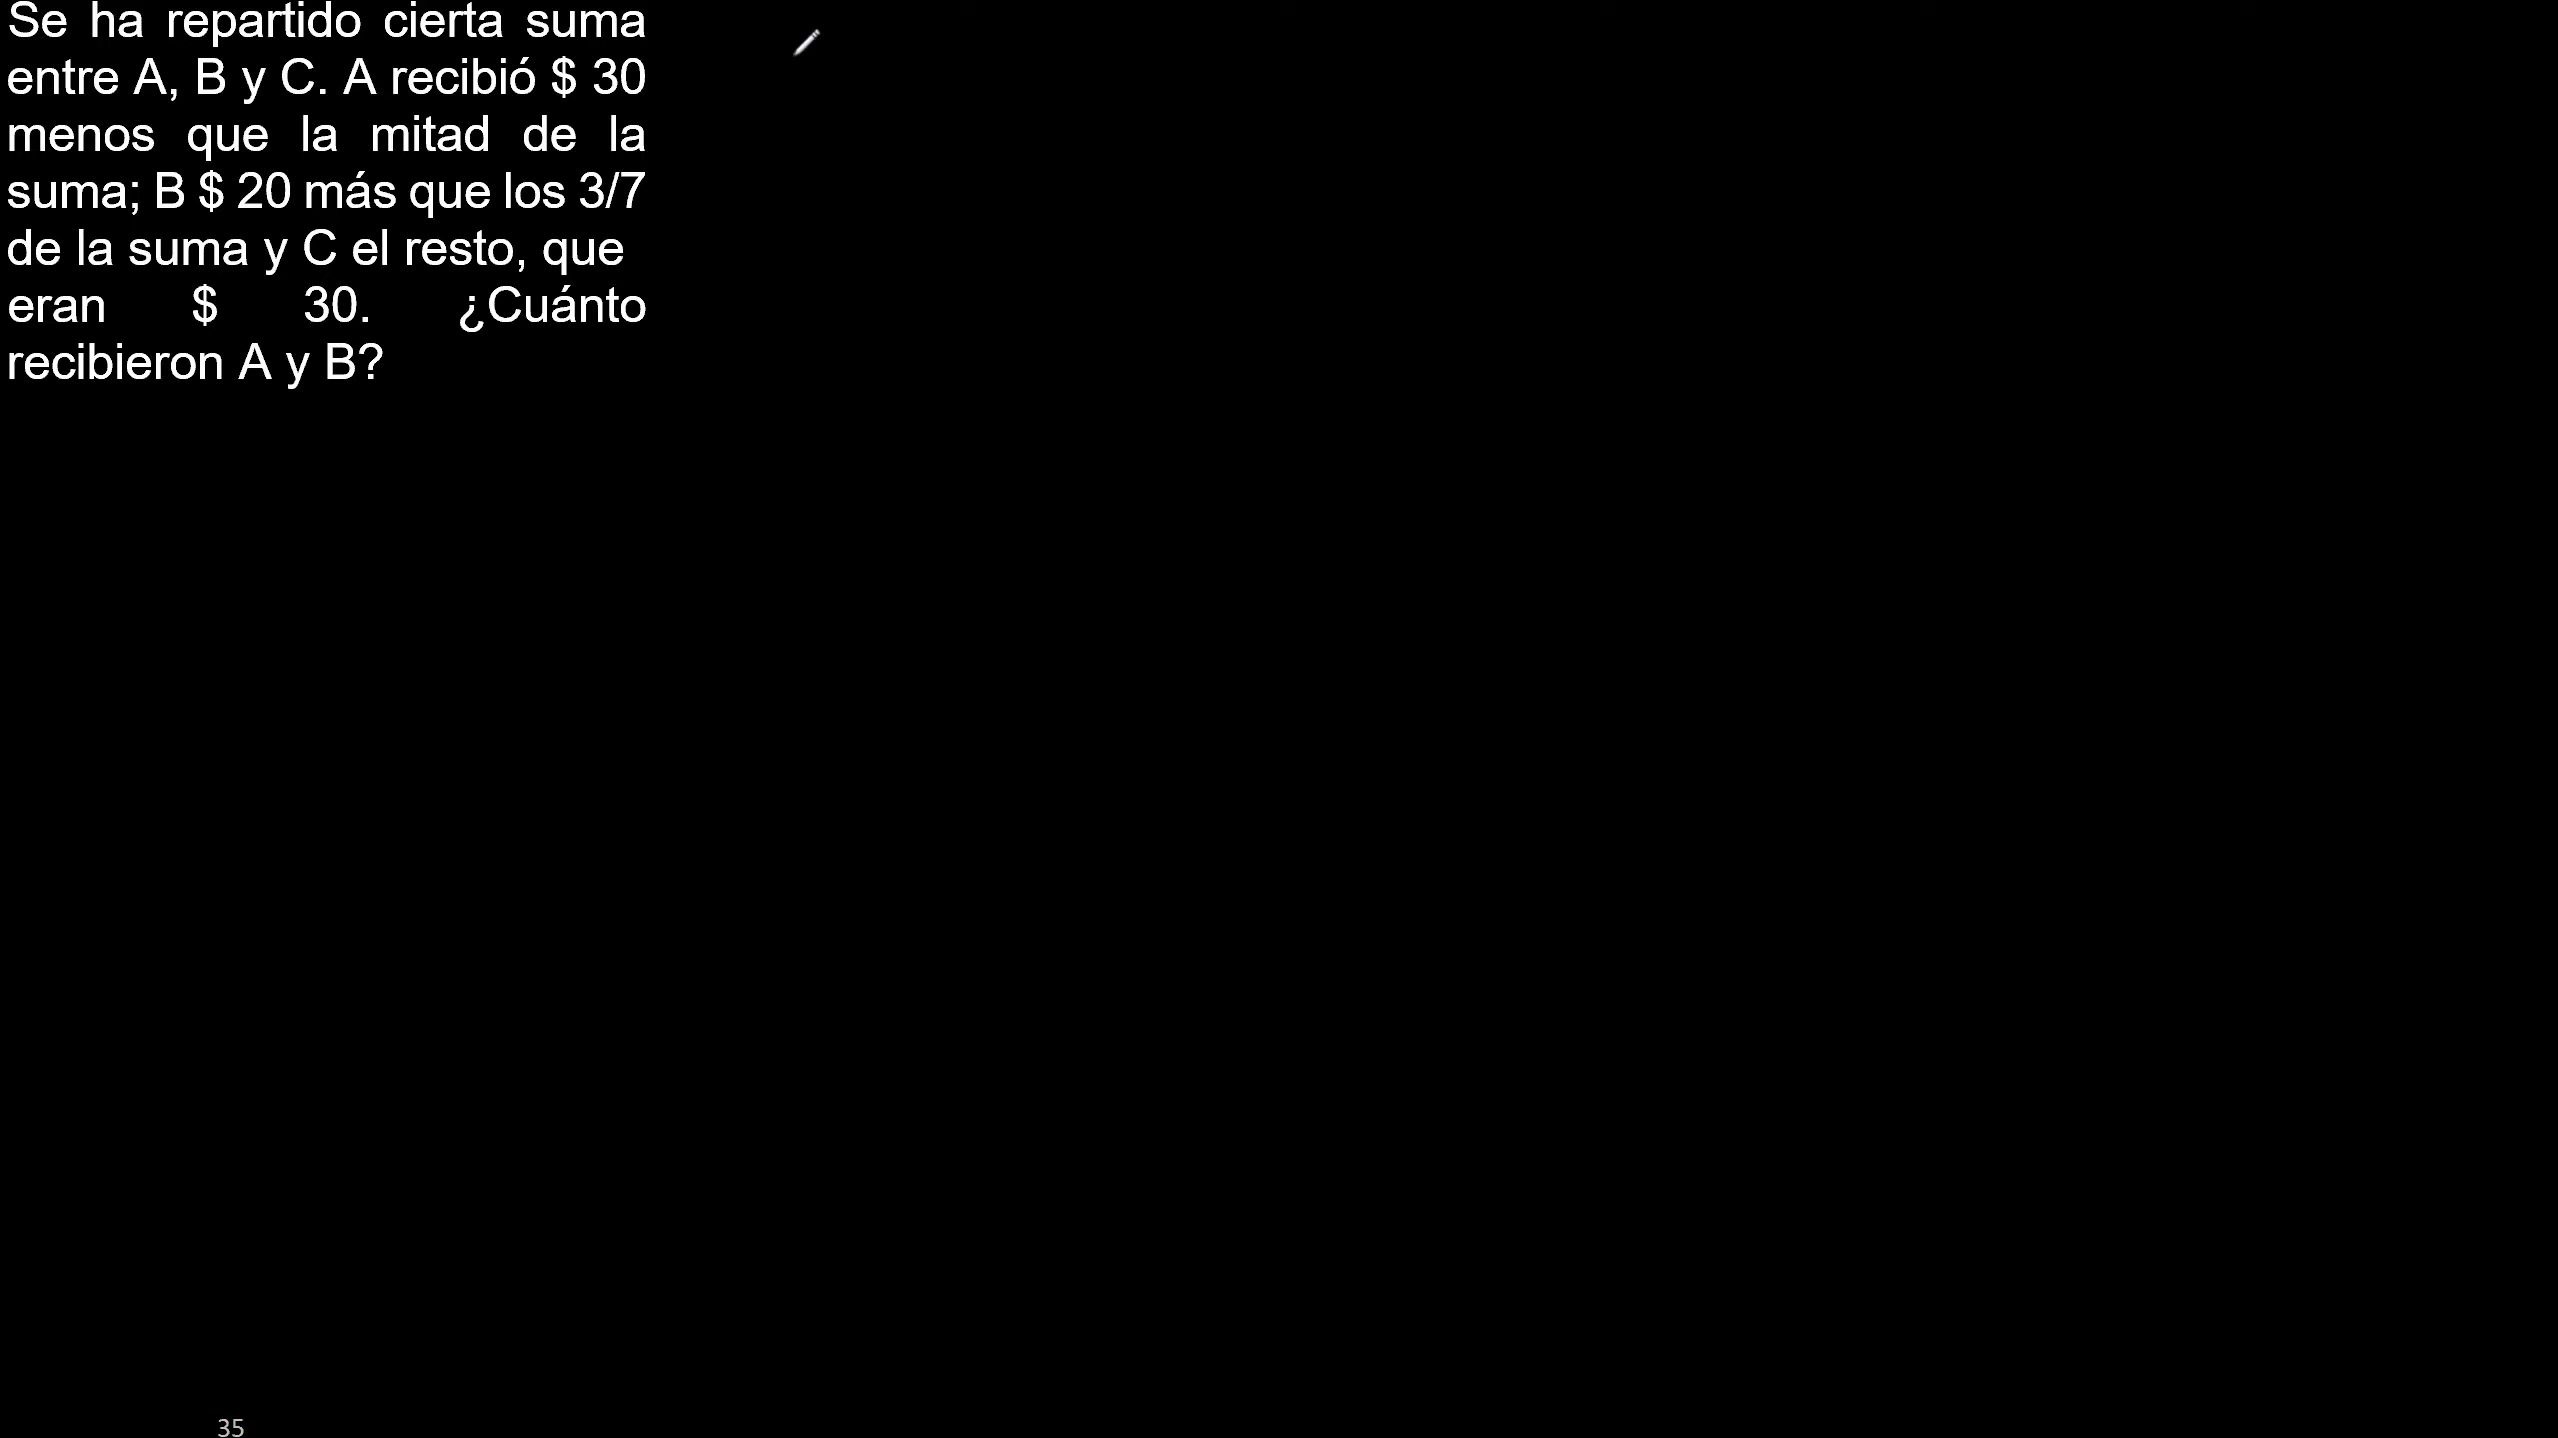 Se ha repartido cierta suma
entre A, B y C. A recibió $ 30
menos que la mitad de la
suma; B $ 20 más que los 3/7
de la suma y C el resto, que
eran $ 30. ¿Cuánto
recibieron A y B?
35